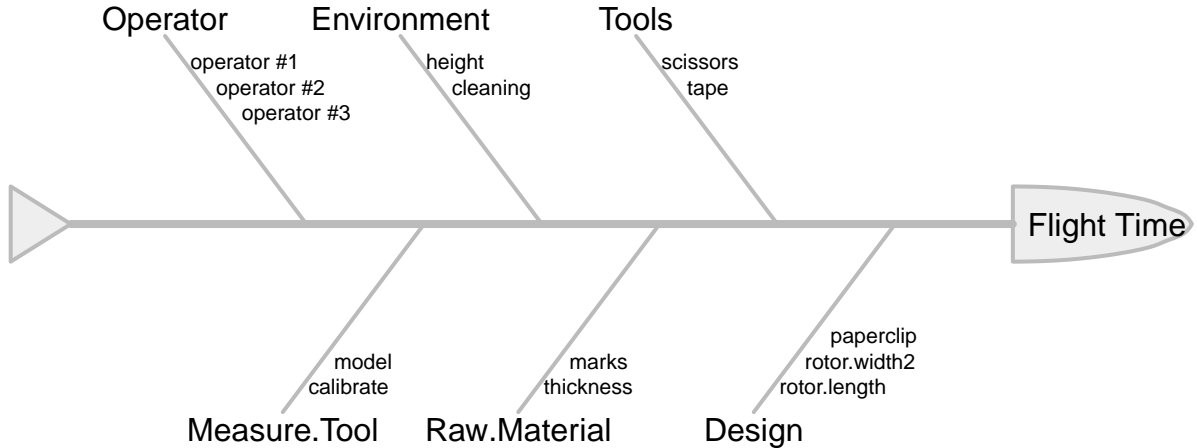 Operator
Environment
Tools
operator #1
operator #2
operator #3
height
cleaning
scissors
tape
Flight Time
model
calibrate
marks
thickness
paperclip
rotor.width2
rotor.length
Measure.Tool
Raw.Material
Design